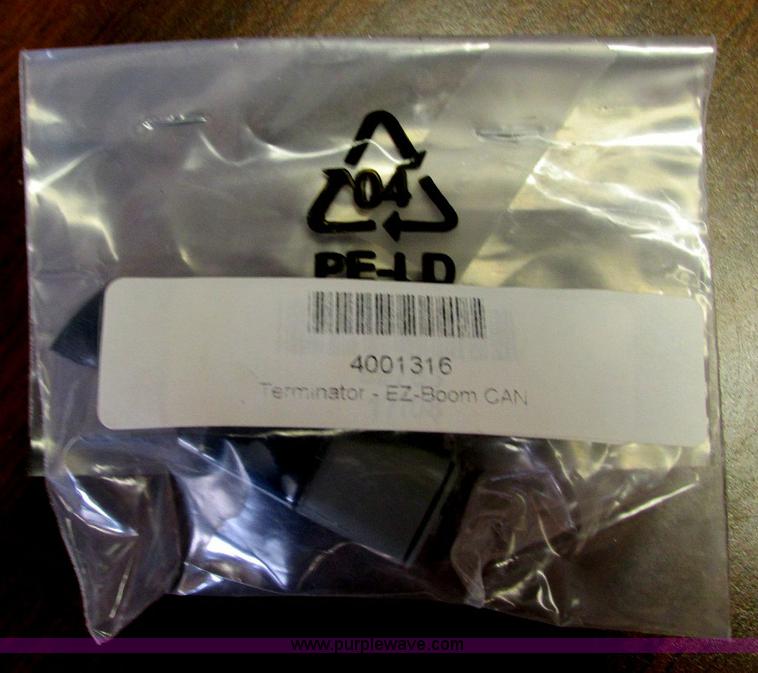 04
PE-LD
4001316
Terminator - EZ-Boom CAN
www.purplewave.com